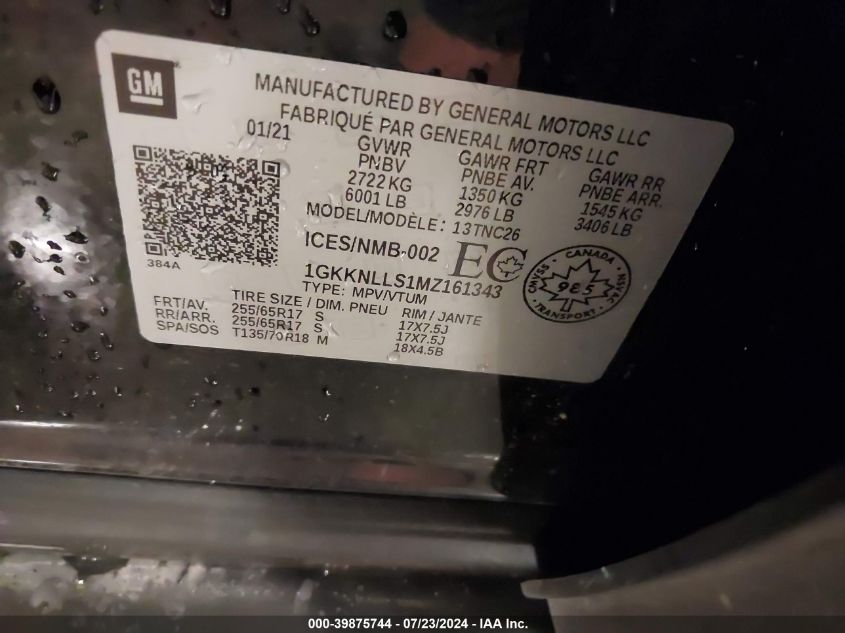 GM
MANUFACTURED BY GENERAL MOTORS LLC
FABRIQUÉ PAR GENERAL MOTORS LLC
01/21
GVWR GAWR FRT GAWR RR
PNBV PNBE AV. PNBE ARR.
2722 KG 1350 KG 1545 KG
6001 LB 2976 LB 3406 LB
MODEL/MODÈLE: 13TNC26
384A
ICES/NMB-002 EC
1GKKNLLS1MZ161343
TYPE: MPV/VTUM
CANADA
985
TRANSPORT
TIRE SIZE / DIM. PNEU RIM / JANTE
FRT/AV. 255/65R17 S 17X7.5J
RR/ARR. 255/65R17 S 17X7.5J
SPA/SOS T135/70R18 M 18X4.5B
000-39875744 / 07/23/2024 - IAA Inc.